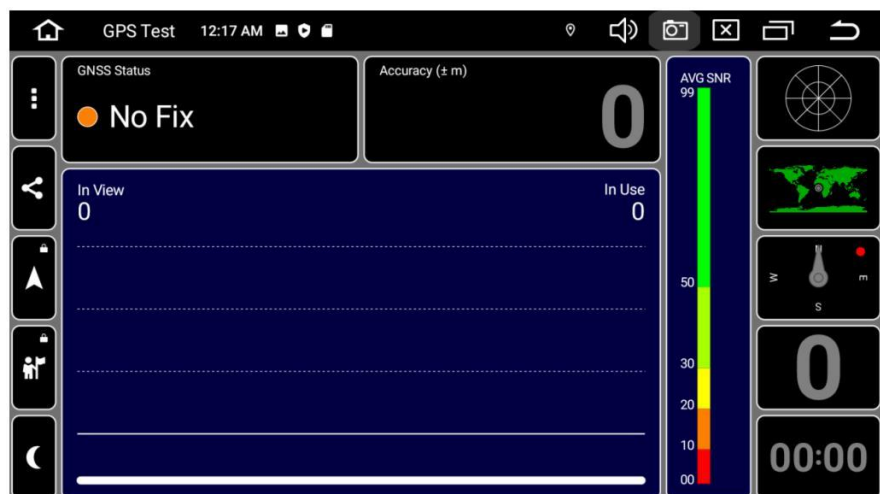 GPS Test 12:17 AM
GNSS Status
No Fix
Accuracy (± m)
0
In View
0
In Use
0
AVG SNR
99
50
30
20
10
00
N
W
E
S
0
00:00